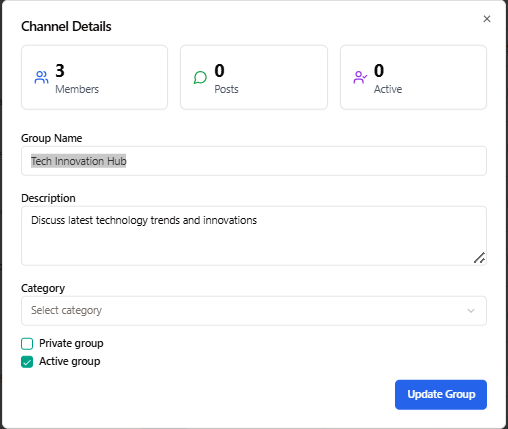 Channel Details
3
Members
0
Posts
0
Active
Group Name
Tech Innovation Hub
Description
Discuss latest technology trends and innovations
Category
Select category
Private group
Active group
Update Group